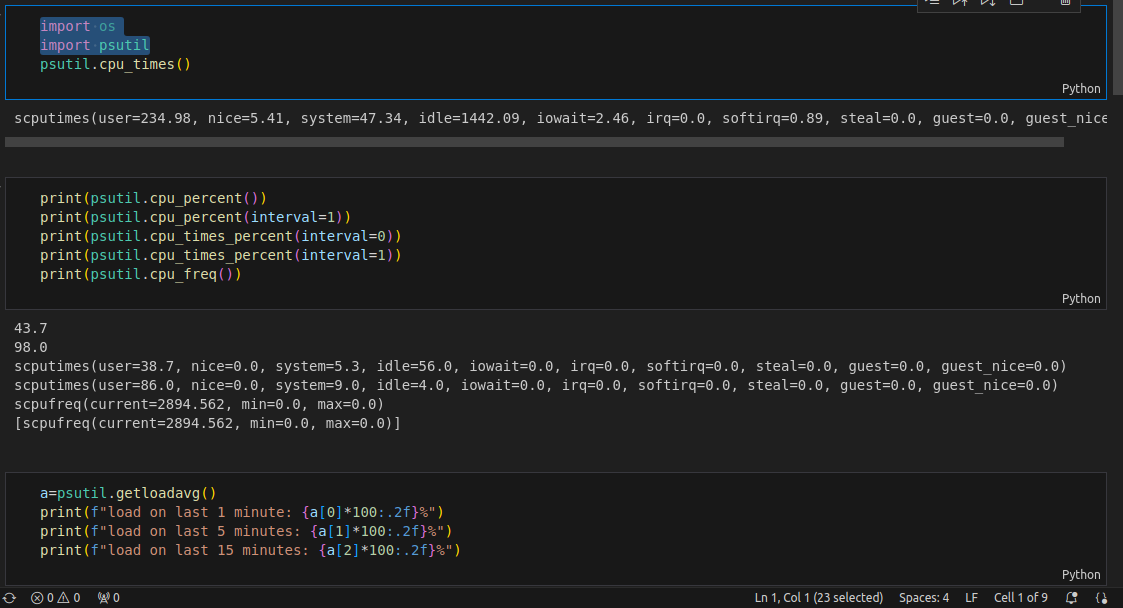 import os
import psutil
psutil.cpu_times()
Python
scputimes(user=234.98, nice=5.41, system=47.34, idle=1442.09, iowait=2.46, irq=0.0, softirq=0.89, steal=0.0, guest=0.0, guest_nice
print(psutil.cpu_percent())
print(psutil.cpu_percent(interval=1))
print(psutil.cpu_times_percent(interval=0))
print(psutil.cpu_times_percent(interval=1))
print(psutil.cpu_freq())
Python
43.7
98.0
scputimes(user=38.7, nice=0.0, system=5.3, idle=56.0, iowait=0.0, irq=0.0, softirq=0.0, steal=0.0, guest=0.0, guest_nice=0.0)
scputimes(user=86.0, nice=0.0, system=9.0, idle=4.0, iowait=0.0, irq=0.0, softirq=0.0, steal=0.0, guest=0.0, guest_nice=0.0)
scpufreq(current=2894.562, min=0.0, max=0.0)
[scpufreq(current=2894.562, min=0.0, max=0.0)]
a=psutil.getloadavg()
print(f"load on last 1 minute: {a[0]*100:.2f}%")
print(f"load on last 5 minutes: {a[1]*100:.2f}%")
print(f"load on last 15 minutes: {a[2]*100:.2f}%")
Python
0 0 0 Ln 1, Col 1 (23 selected) Spaces: 4 LF Cell 1 of 9